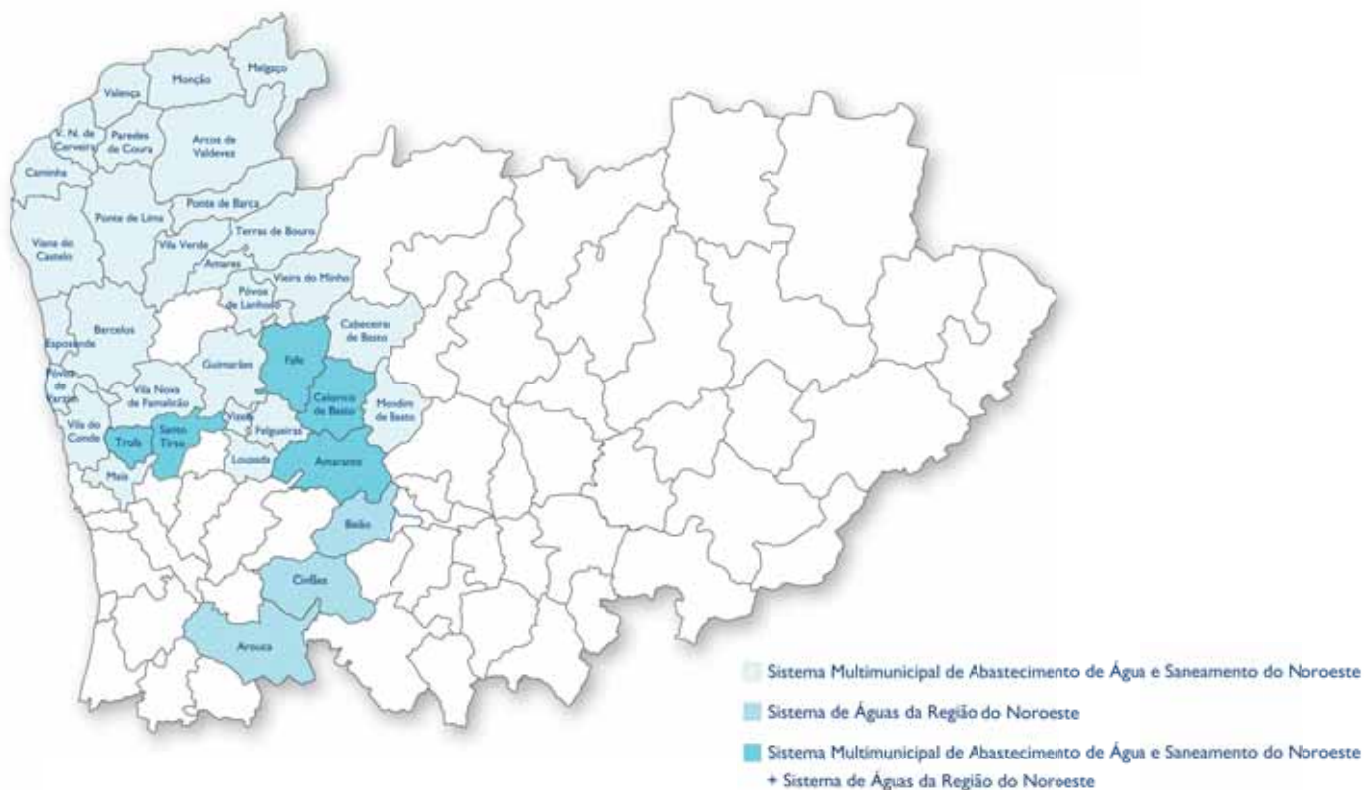 Melgaço
Monção
Valença
V. N. de
Cerveira
Paredes
de Coura
Arcos de
Valdevez
Caminha
Ponte de Barca
Ponte de Lima
Terras de Bouro
Viana do
Castelo
Vila Verde
Amares
Vieira do Minho
Póvoa
de Lanhoso
Barcelos
Cabeceiras
de Basto
Esposende
Guimarães
Fafe
Póvoa
de
Varzim
Vila Nova
de Famalicão
Celorico
de Basto
Mondim
de Basto
Vila do
Conde
Vizela
Felgueiras
Trofa
Santo
Tirso
Lousada
Amarante
Maia
Baião
Cinfães
Arouca
Sistema Multimunicipal de Abastecimento de Água e Saneamento do Noroeste
Sistema de Águas da Região do Noroeste
Sistema Multimunicipal de Abastecimento de Água e Saneamento do Noroeste
+ Sistema de Águas da Região do Noroeste